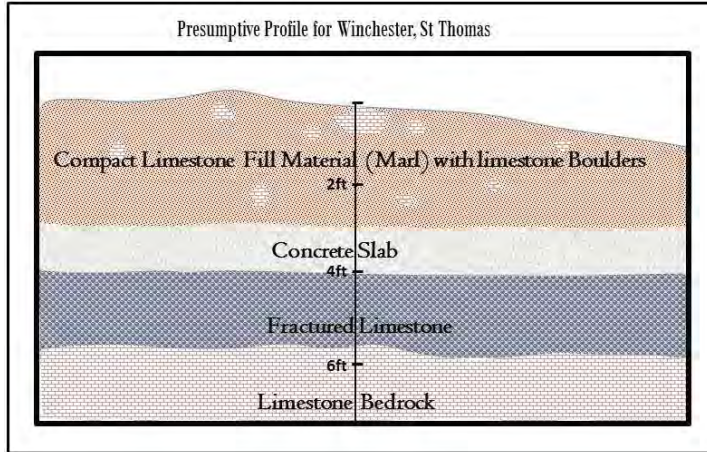 Presumptive Profile for Winchester, St Thomas
Compact Limestone Fill Material (Marl) with limestone Boulders
2ft
Concrete Slab
4ft
Fractured Limestone
6ft
Limestone Bedrock